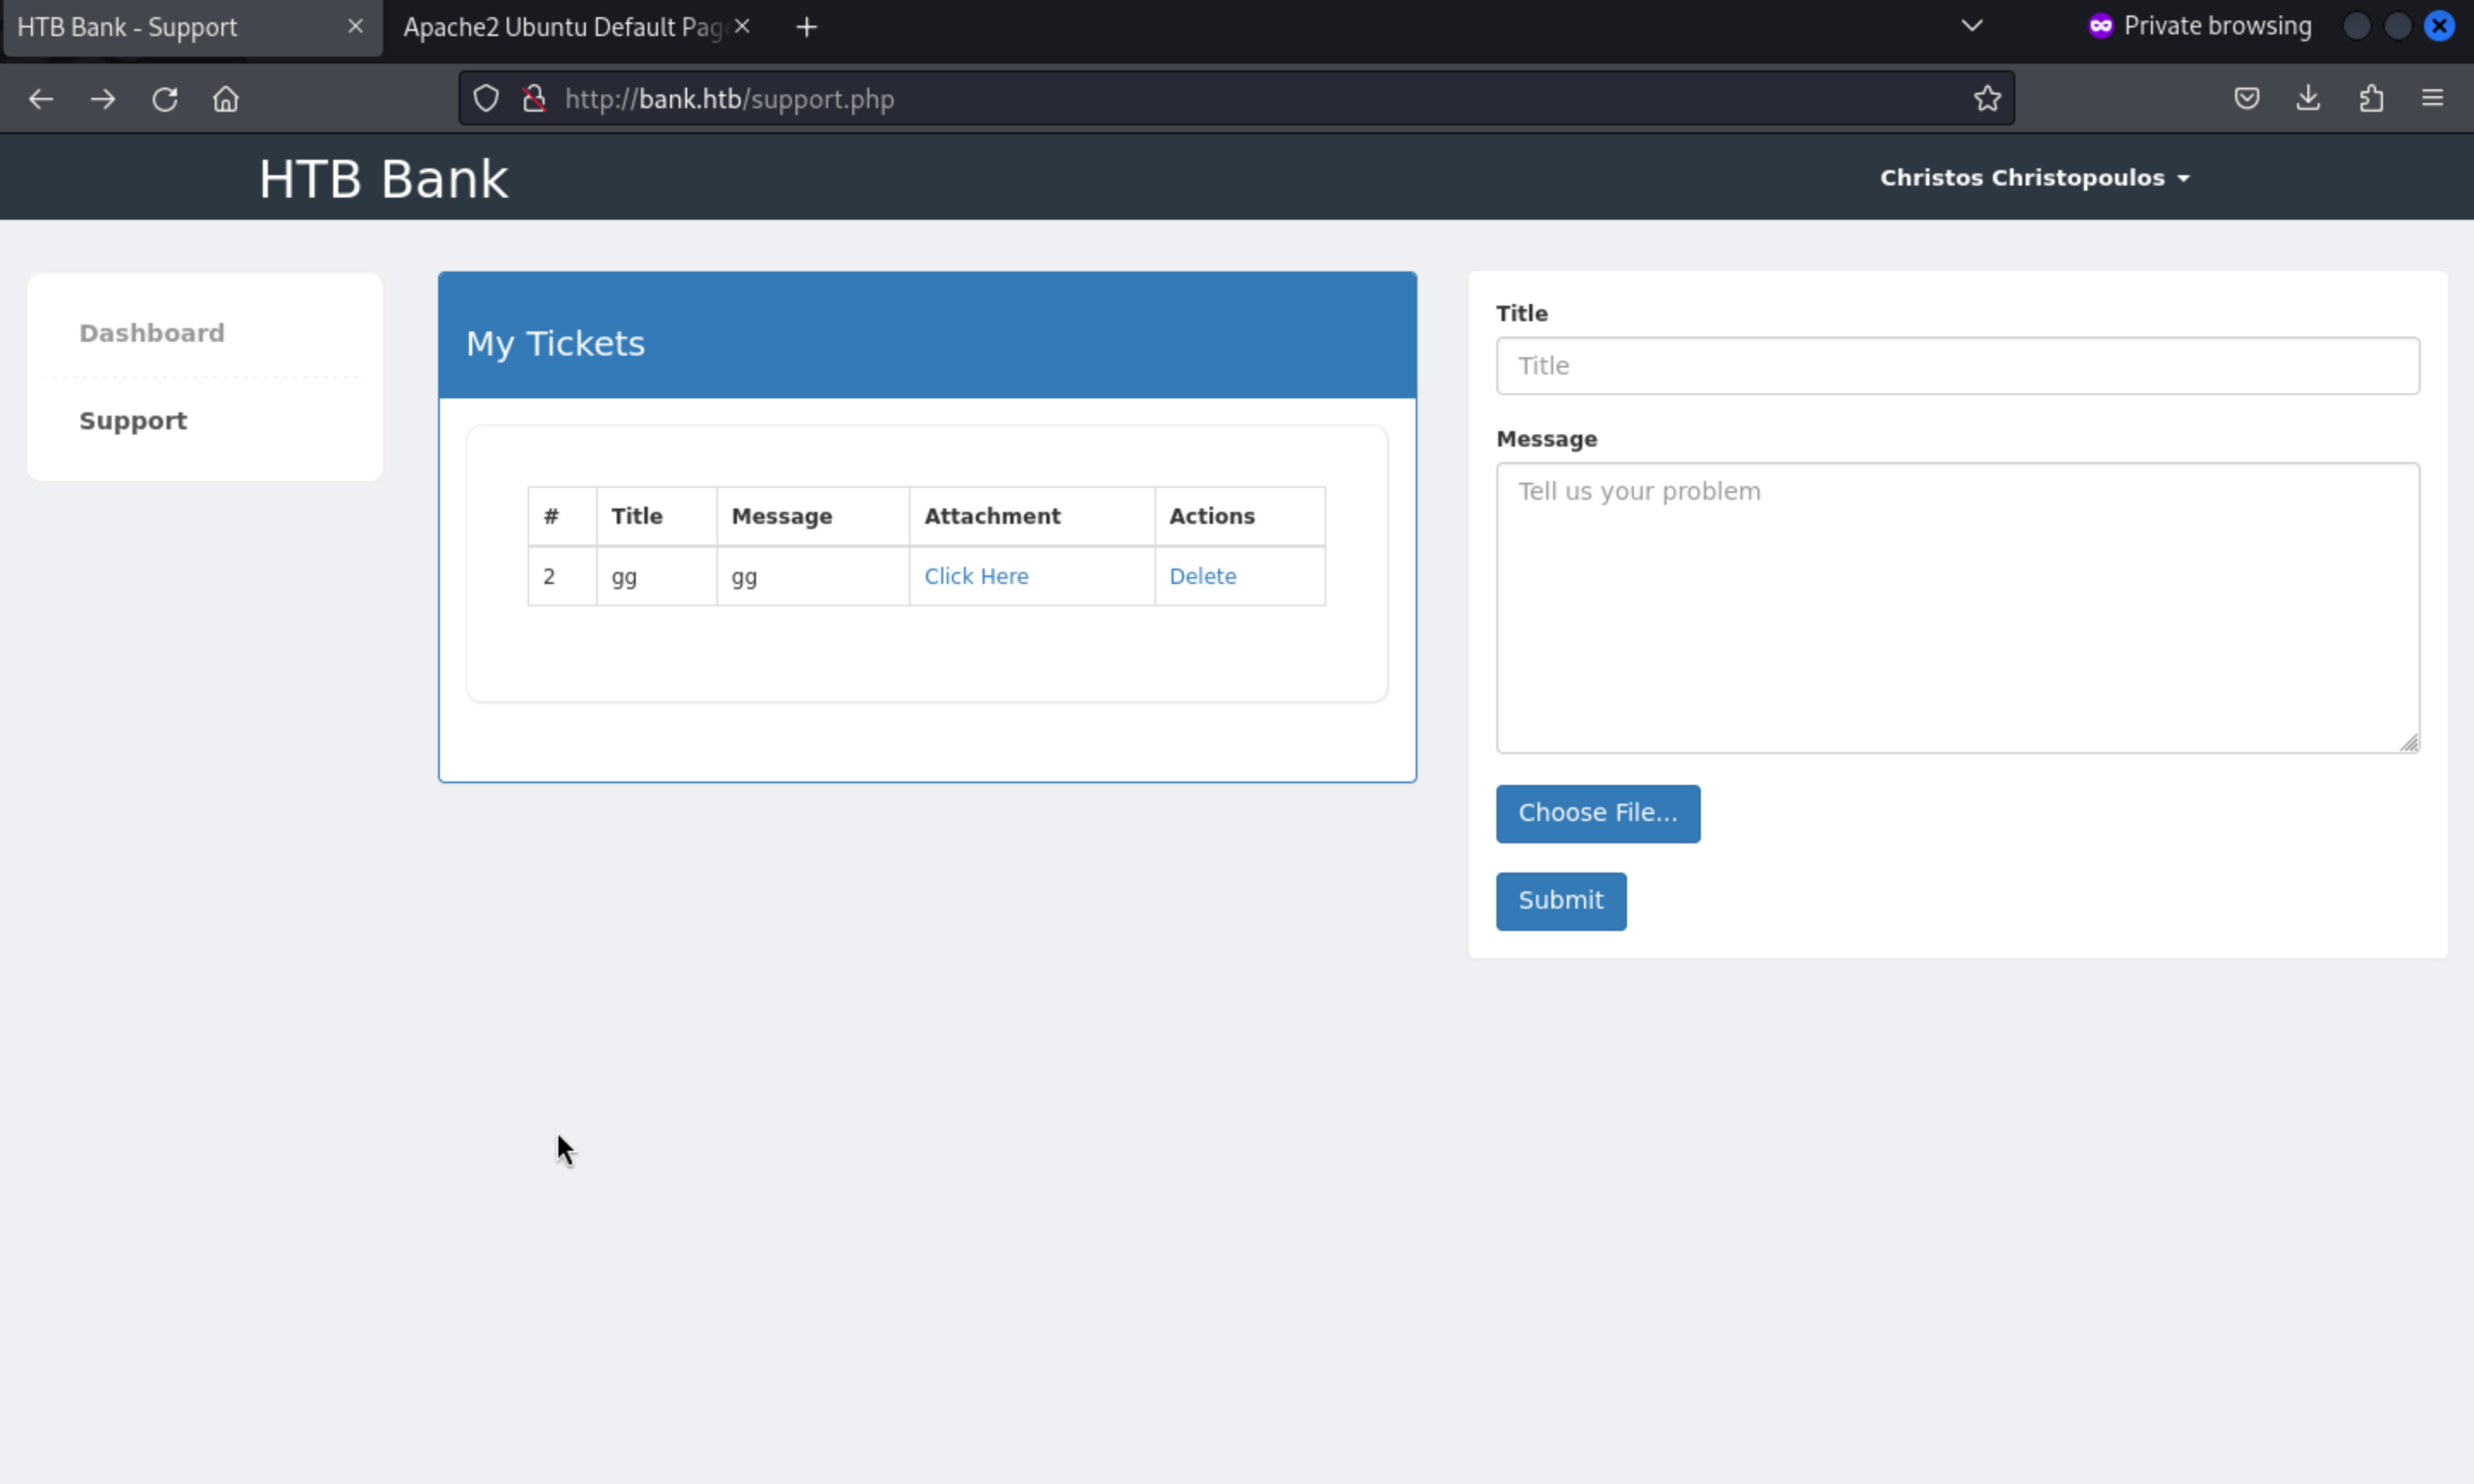 HTB Bank - Support
Apache2 Ubuntu Default Pag
Private browsing
http://bank.htb/support.php
HTB Bank
Christos Christopoulos
Dashboard
Support
My Tickets
# Title Message Attachment Actions
2 gg gg Click Here Delete
Title
Title
Message
Tell us your problem
Choose File...
Submit